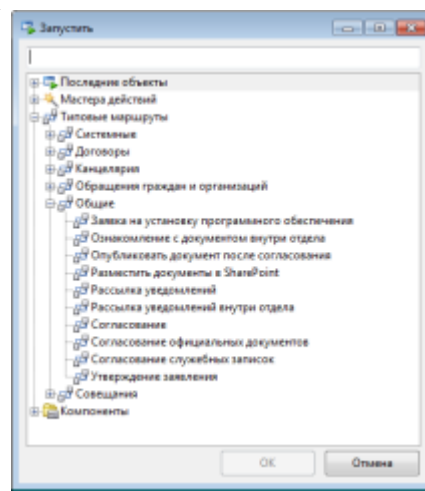 Запустить
Последние объекты
Мастера действий
Типовые маршруты
Системные
Договоры
Канцелярия
Обращения граждан и организаций
Общие
Заявка на установку программного обеспечения
Ознакомление с документом внутри отдела
Опубликовать документ после согласования
Разместить документы в SharePoint
Рассылка уведомлений
Рассылка уведомлений внутри отдела
Согласование
Согласование официальных документов
Согласование служебных записок
Утверждение заявления
Совещания
Компоненты
ОК
Отмена